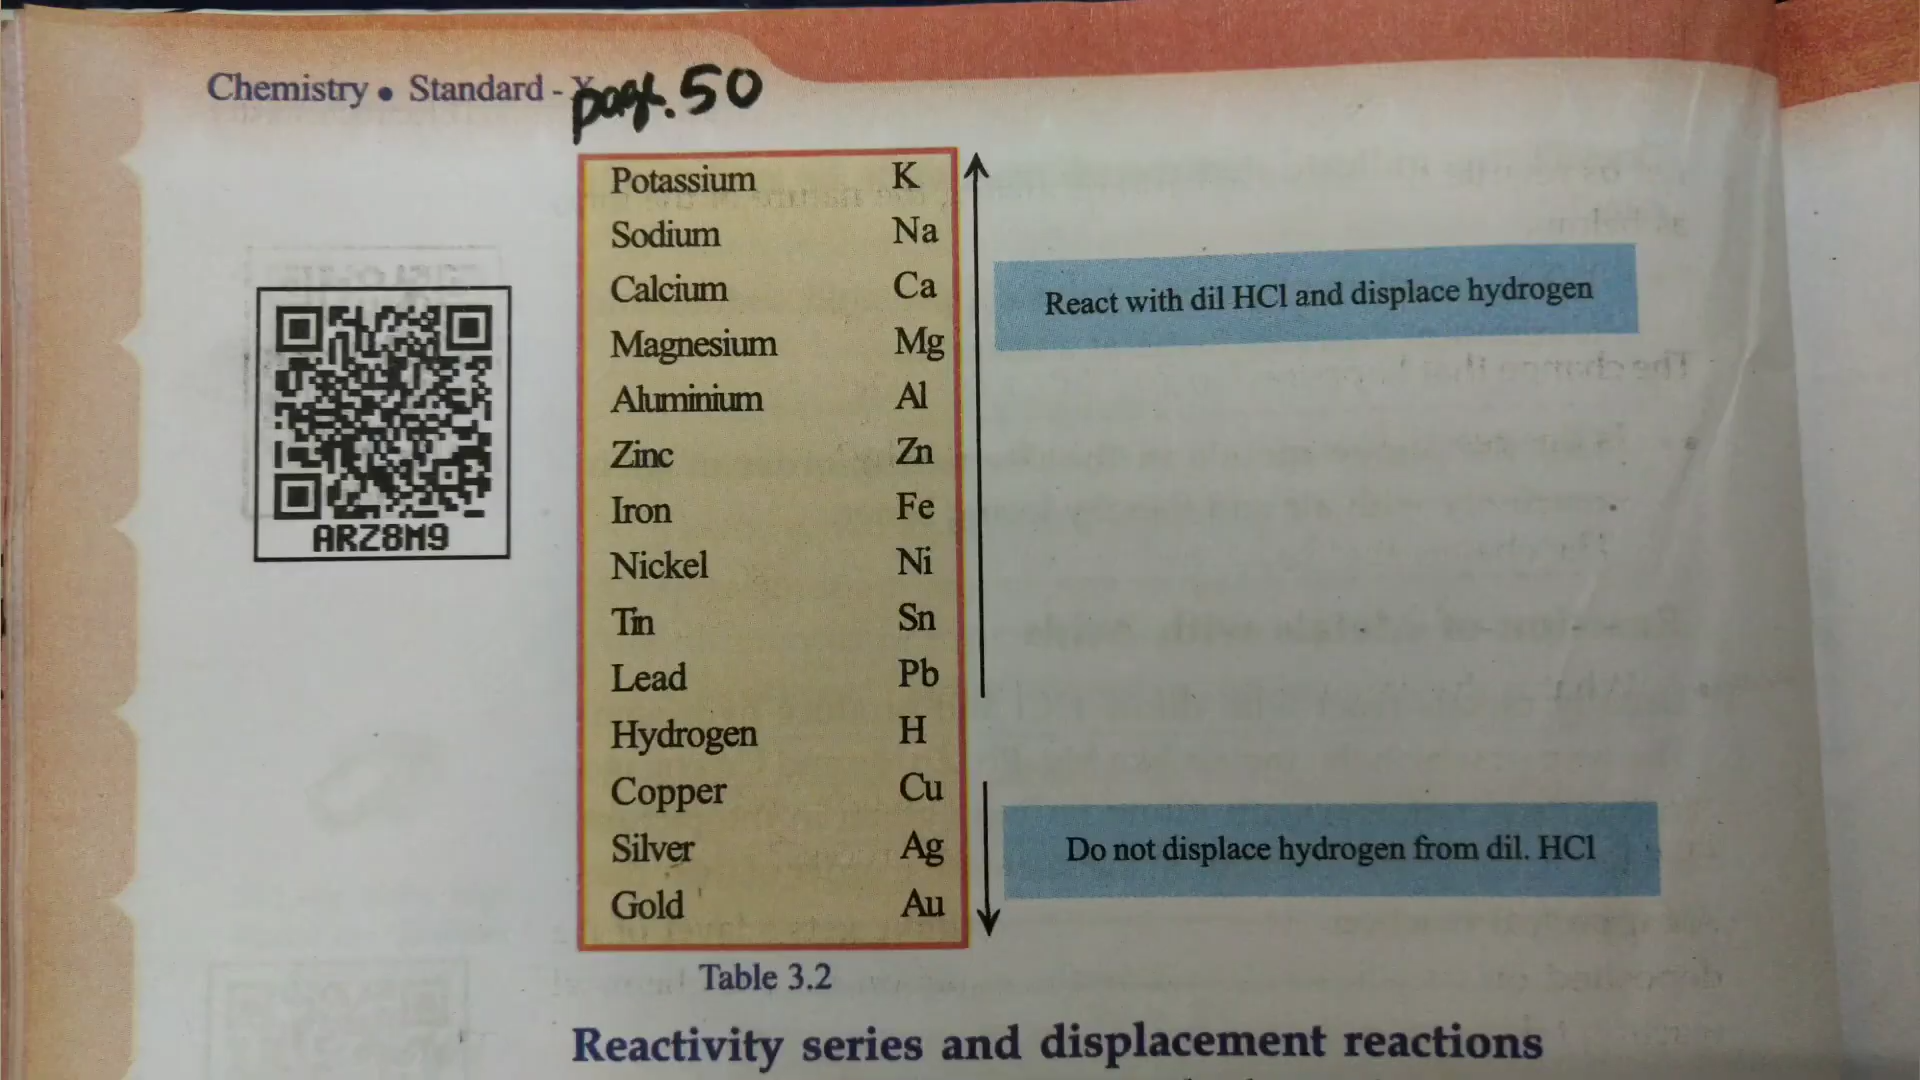 Chemistry • Standard - X
page. 50
Potassium K
Sodium Na
Calcium Ca
Magnesium Mg
Aluminium Al
Zinc Zn
Iron Fe
Nickel Ni
Tin Sn
Lead Pb
Hydrogen H
Copper Cu
Silver Ag
Gold Au
React with dil HCl and displace hydrogen
Do not displace hydrogen from dil. HCl
ARZ8M9
Table 3.2
Reactivity series and displacement reactions